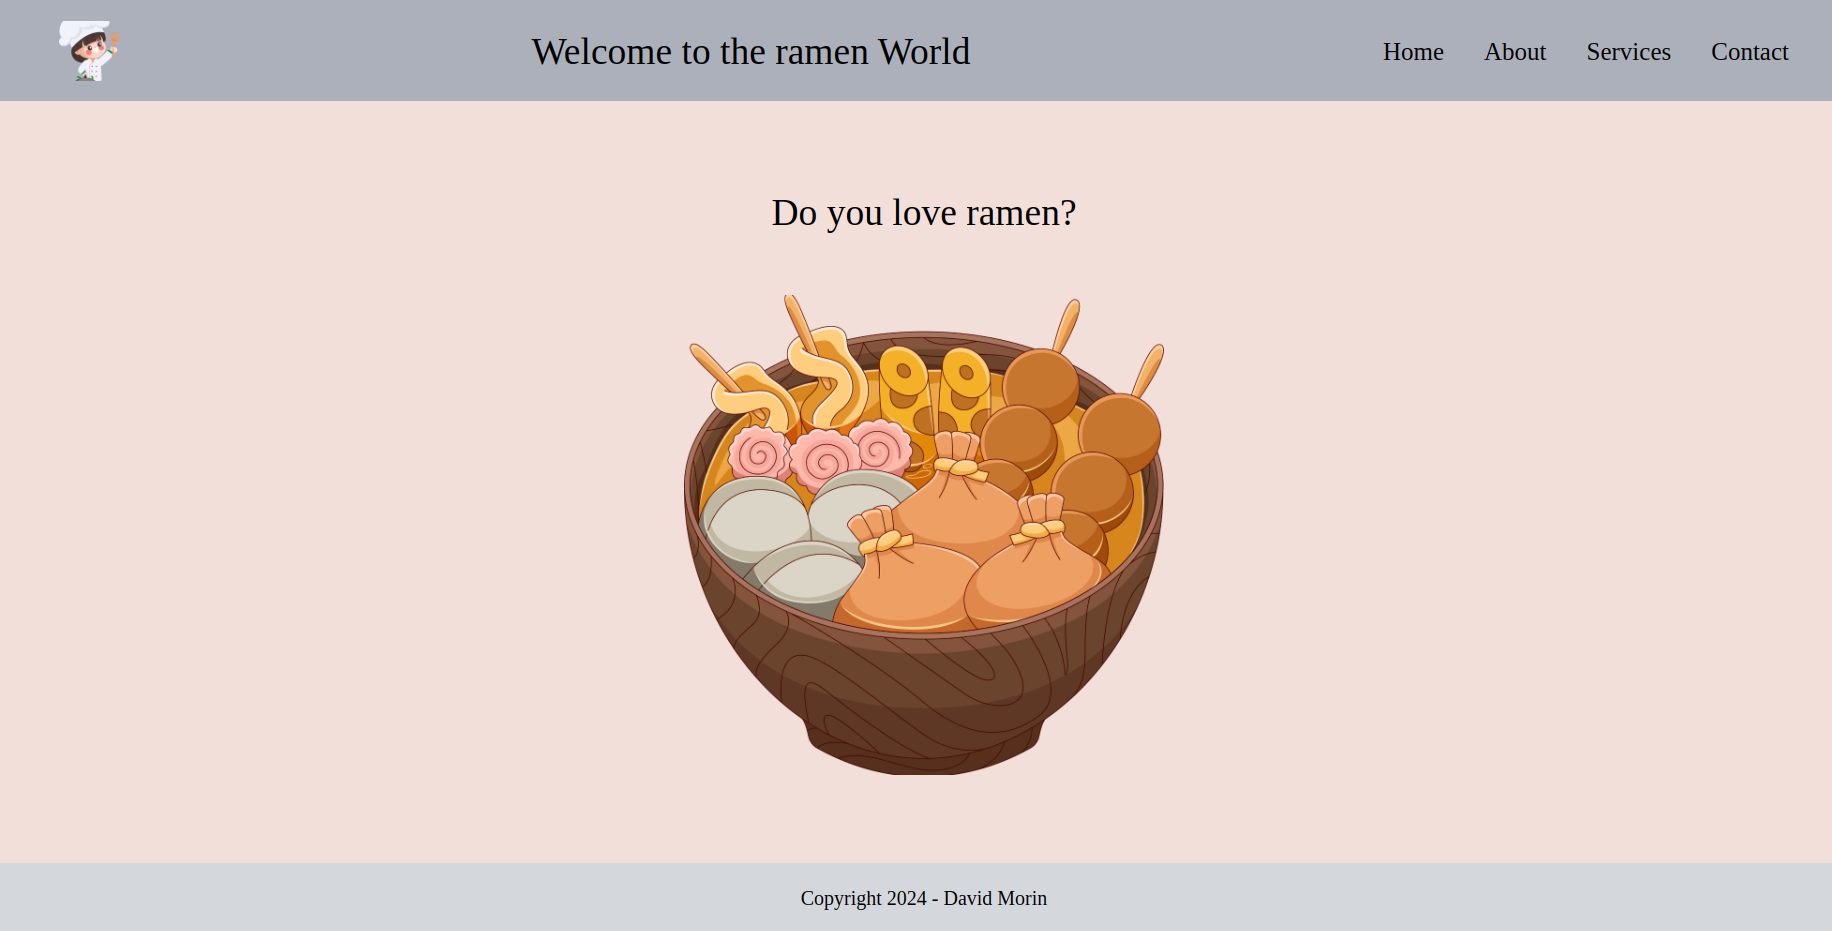 Welcome to the ramen World
Home About Services Contact
Do you love ramen?
Copyright 2024 - David Morin